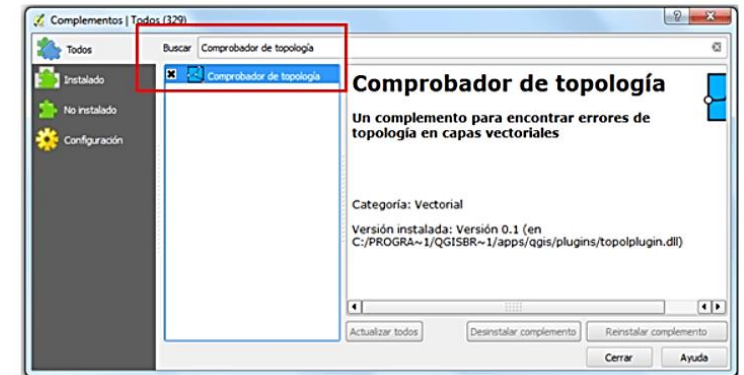 Complementos | Todos (329)
Todos
Instalado
No instalado
Configuración
Buscar Comprobador de topología
Comprobador de topología
Comprobador de topología
Un complemento para encontrar errores de
topología en capas vectoriales
Categoría: Vectorial
Versión instalada: Versión 0.1 (en
C:/PROGRA~1/QGISBR~1/apps/qgis/plugins/topolplugin.dll)
Actualizar todos Desinstalar complemento Reinstalar complemento
Cerrar Ayuda